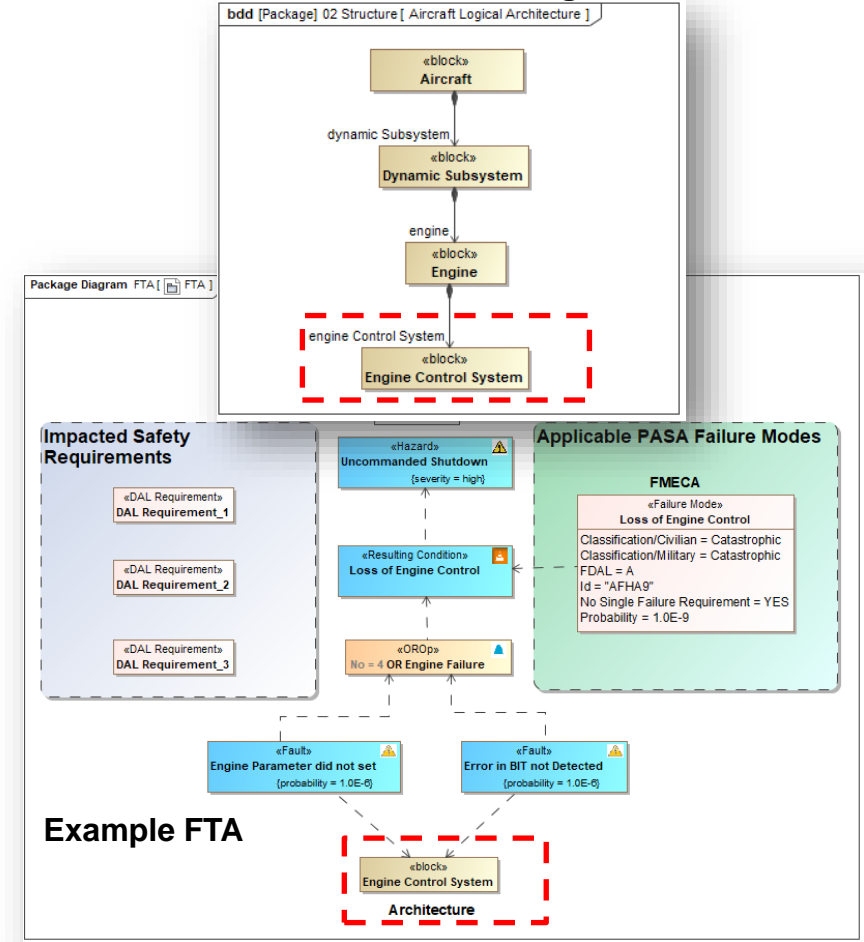 bdd [Package] 02 Structure [ Aircraft Logical Architecture ]
«block»
Aircraft
dynamic Subsystem
«block»
Dynamic Subsystem
engine
«block»
Engine
engine Control System
«block»
Engine Control System
Package Diagram FTA [ FTA ]
Impacted Safety
Requirements
«DAL Requirement»
DAL Requirement_1
«DAL Requirement»
DAL Requirement_2
«DAL Requirement»
DAL Requirement_3
«Hazard»
Uncommanded Shutdown
{severity = high}
«Resulting Condition»
Loss of Engine Control
«OROp»
No = 4 OR Engine Failure
Applicable PASA Failure Modes
FMECA
«Failure Mode»
Loss of Engine Control
Classification/Civilian = Catastrophic
Classification/Military = Catastrophic
FDAL = A
Id = "AFHA9"
No Single Failure Requirement = YES
Probability = 1.0E-9
«Fault»
Engine Parameter did not set
{probability = 1.0E-6}
«Fault»
Error in BIT not Detected
{probability = 1.0E-6}
Example FTA
«block»
Engine Control System
Architecture